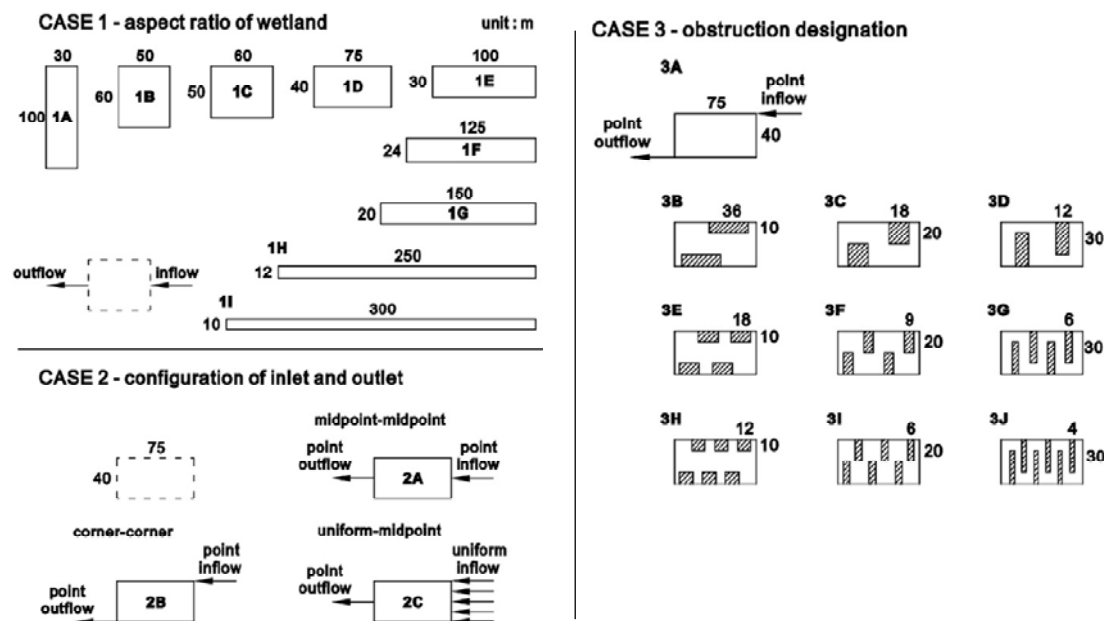 CASE 1 - aspect ratio of wetland
unit : m
30
50
60
75
100
100
1A
60
1B
50
1C
40
1D
30
1E
125
24
1F
150
20
1G
1H
250
12
outflow
inflow
1I
300
10
CASE 2 - configuration of inlet and outlet
75
40
midpoint-midpoint
point
outflow
point
inflow
2A
corner-corner
point
inflow
point
outflow
2B
uniform-midpoint
point
outflow
uniform
inflow
2C
CASE 3 - obstruction designation
3A
75
point
inflow
point
outflow
40
3B
36
10
3C
18
20
3D
12
30
3E
18
10
3F
9
20
3G
6
30
3H
12
10
3I
6
20
3J
4
30